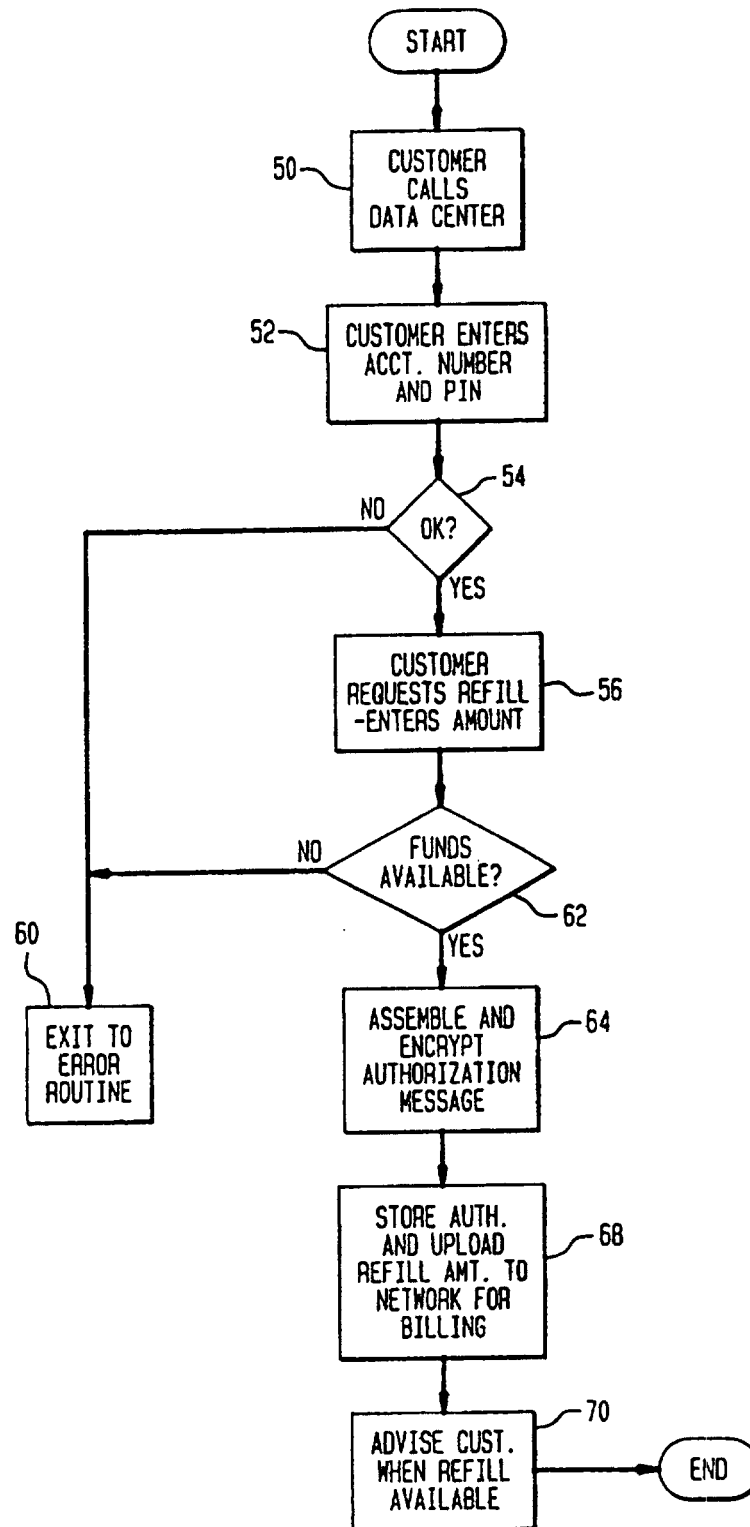 START
50
CUSTOMER
CALLS
DATA CENTER
52
CUSTOMER ENTERS
ACCT. NUMBER
AND PIN
54
NO
OK?
YES
CUSTOMER
REQUESTS REFILL
-ENTERS AMOUNT
56
NO
FUNDS
AVAILABLE?
62
YES
60
EXIT TO
ERROR
ROUTINE
ASSEMBLE AND
ENCRYPT
AUTHORIZATION
MESSAGE
64
STORE AUTH.
AND UPLOAD
REFILL AMT. TO
NETWORK FOR
BILLING
68
70
ADVISE CUST.
WHEN REFILL
AVAILABLE
END